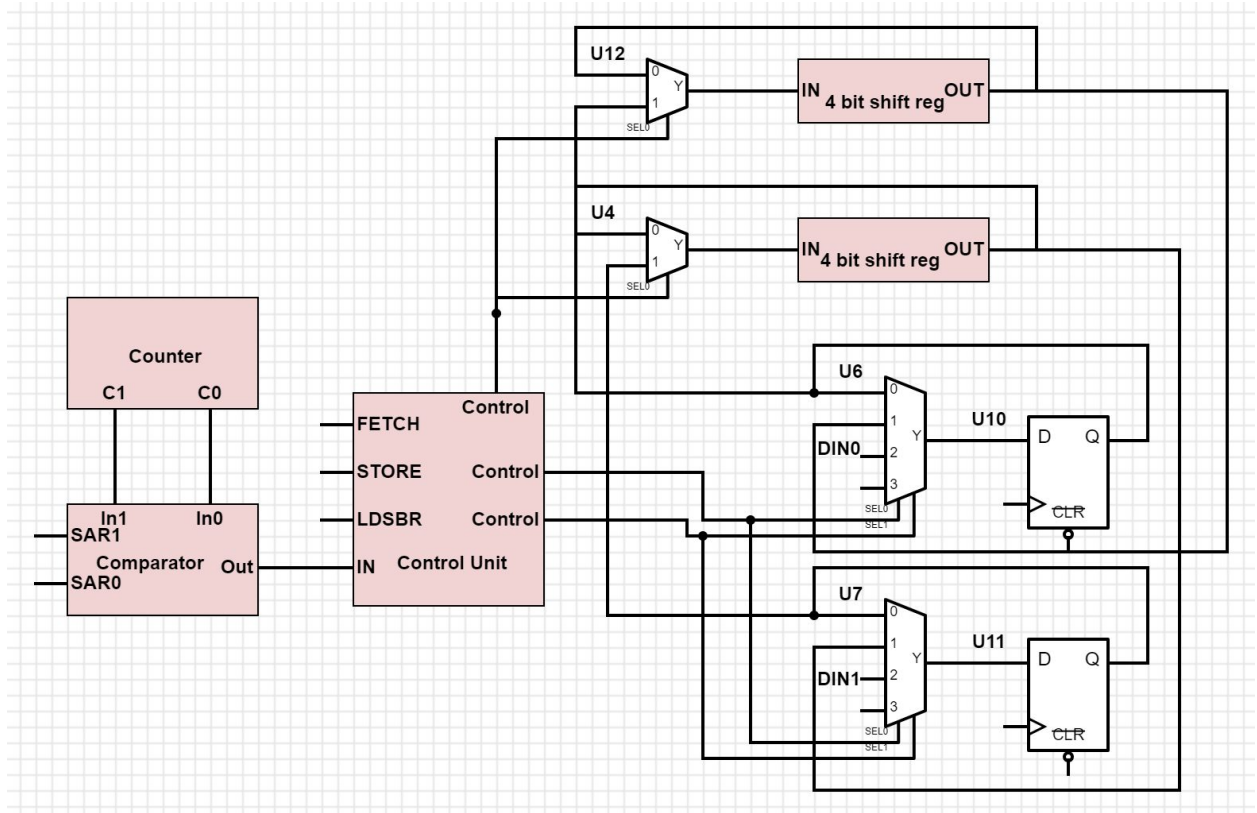 U12
0
Y
1
SEL0
IN
4 bit shift reg
OUT
U4
0
Y
1
SEL0
IN
4 bit shift reg
OUT
Counter
C1
C0
In1
In0
SAR1
Comparator
Out
SAR0
Control
FETCH
STORE
Control
LDSBR
Control
IN
Control Unit
U6
0
1
DIN0
2
3
Y
SEL0
SEL1
U10
D
Q
CLR
U7
0
1
DIN1
2
3
Y
SEL0
SEL1
U11
D
Q
CLR